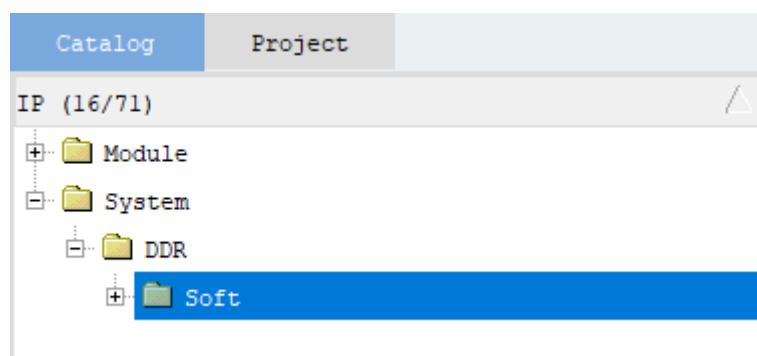 Catalog Project
IP (16/71)
Module
System
DDR
Soft